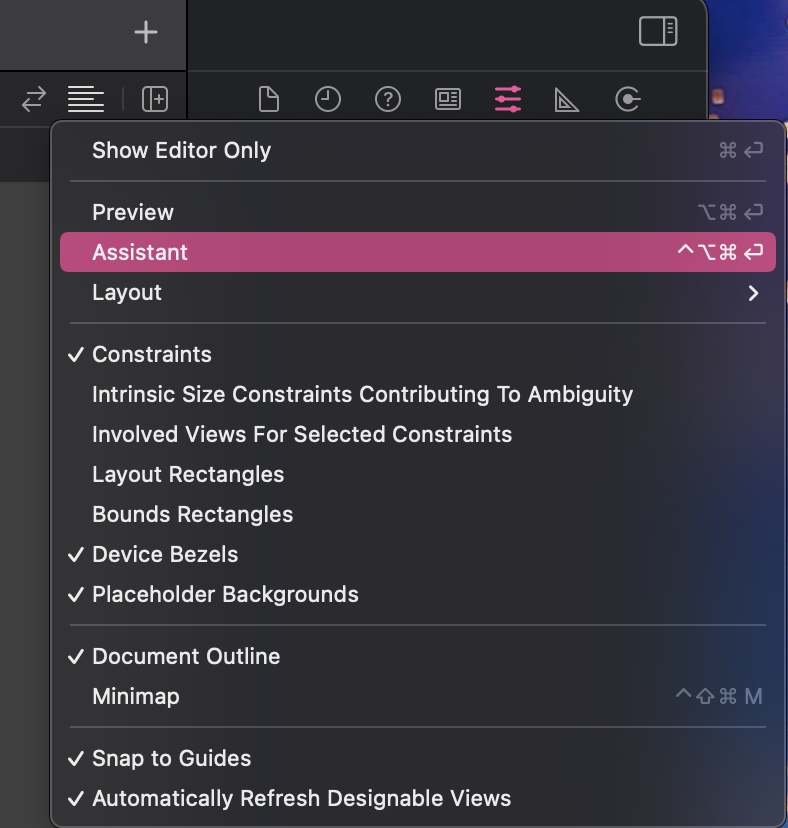 Show Editor Only ⌘ ↩
Preview ⌥⌘ ↩
Assistant ^⌥⌘ ↩
Layout
Constraints
Intrinsic Size Constraints Contributing To Ambiguity
Involved Views For Selected Constraints
Layout Rectangles
Bounds Rectangles
Device Bezels
Placeholder Backgrounds
Document Outline
Minimap ^⇧⌘ M
Snap to Guides
Automatically Refresh Designable Views